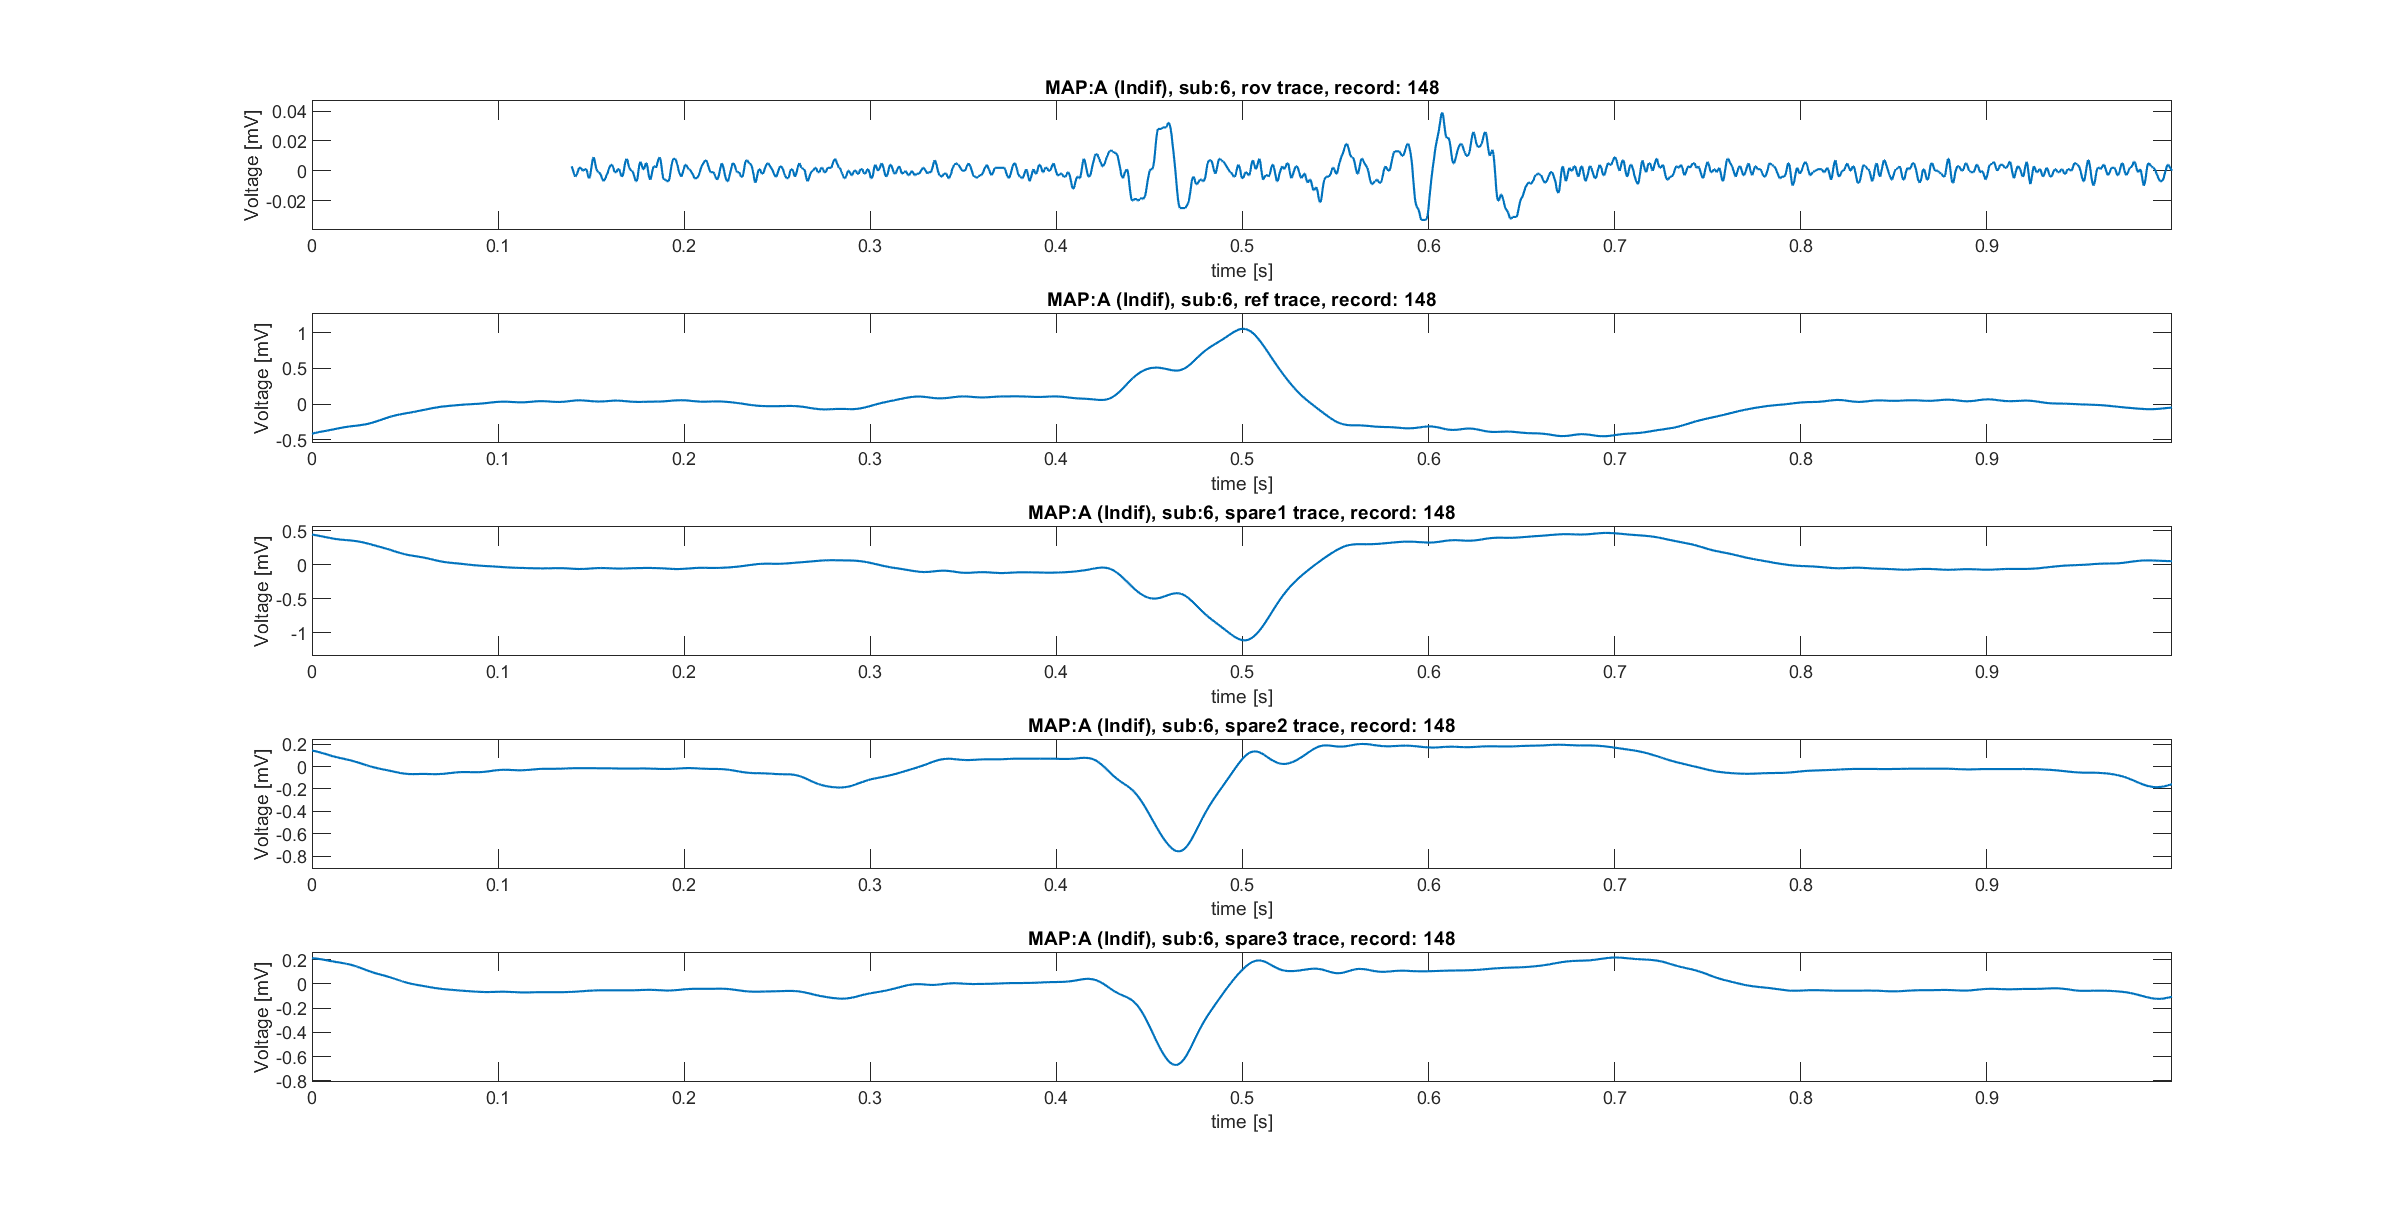 MAP:A (Indif), sub:6, rov trace, record: 148
Voltage [mV]
0.04
0.02
0
-0.02
0 0.1 0.2 0.3 0.4 0.5 0.6 0.7 0.8 0.9
time [s]
MAP:A (Indif), sub:6, ref trace, record: 148
Voltage [mV]
1
0.5
0
-0.5
0 0.1 0.2 0.3 0.4 0.5 0.6 0.7 0.8 0.9
time [s]
MAP:A (Indif), sub:6, spare1 trace, record: 148
Voltage [mV]
0.5
0
-0.5
-1
0 0.1 0.2 0.3 0.4 0.5 0.6 0.7 0.8 0.9
time [s]
MAP:A (Indif), sub:6, spare2 trace, record: 148
Voltage [mV]
0.2
0
-0.2
-0.4
-0.6
-0.8
0 0.1 0.2 0.3 0.4 0.5 0.6 0.7 0.8 0.9
time [s]
MAP:A (Indif), sub:6, spare3 trace, record: 148
Voltage [mV]
0.2
0
-0.2
-0.4
-0.6
-0.8
0 0.1 0.2 0.3 0.4 0.5 0.6 0.7 0.8 0.9
time [s]